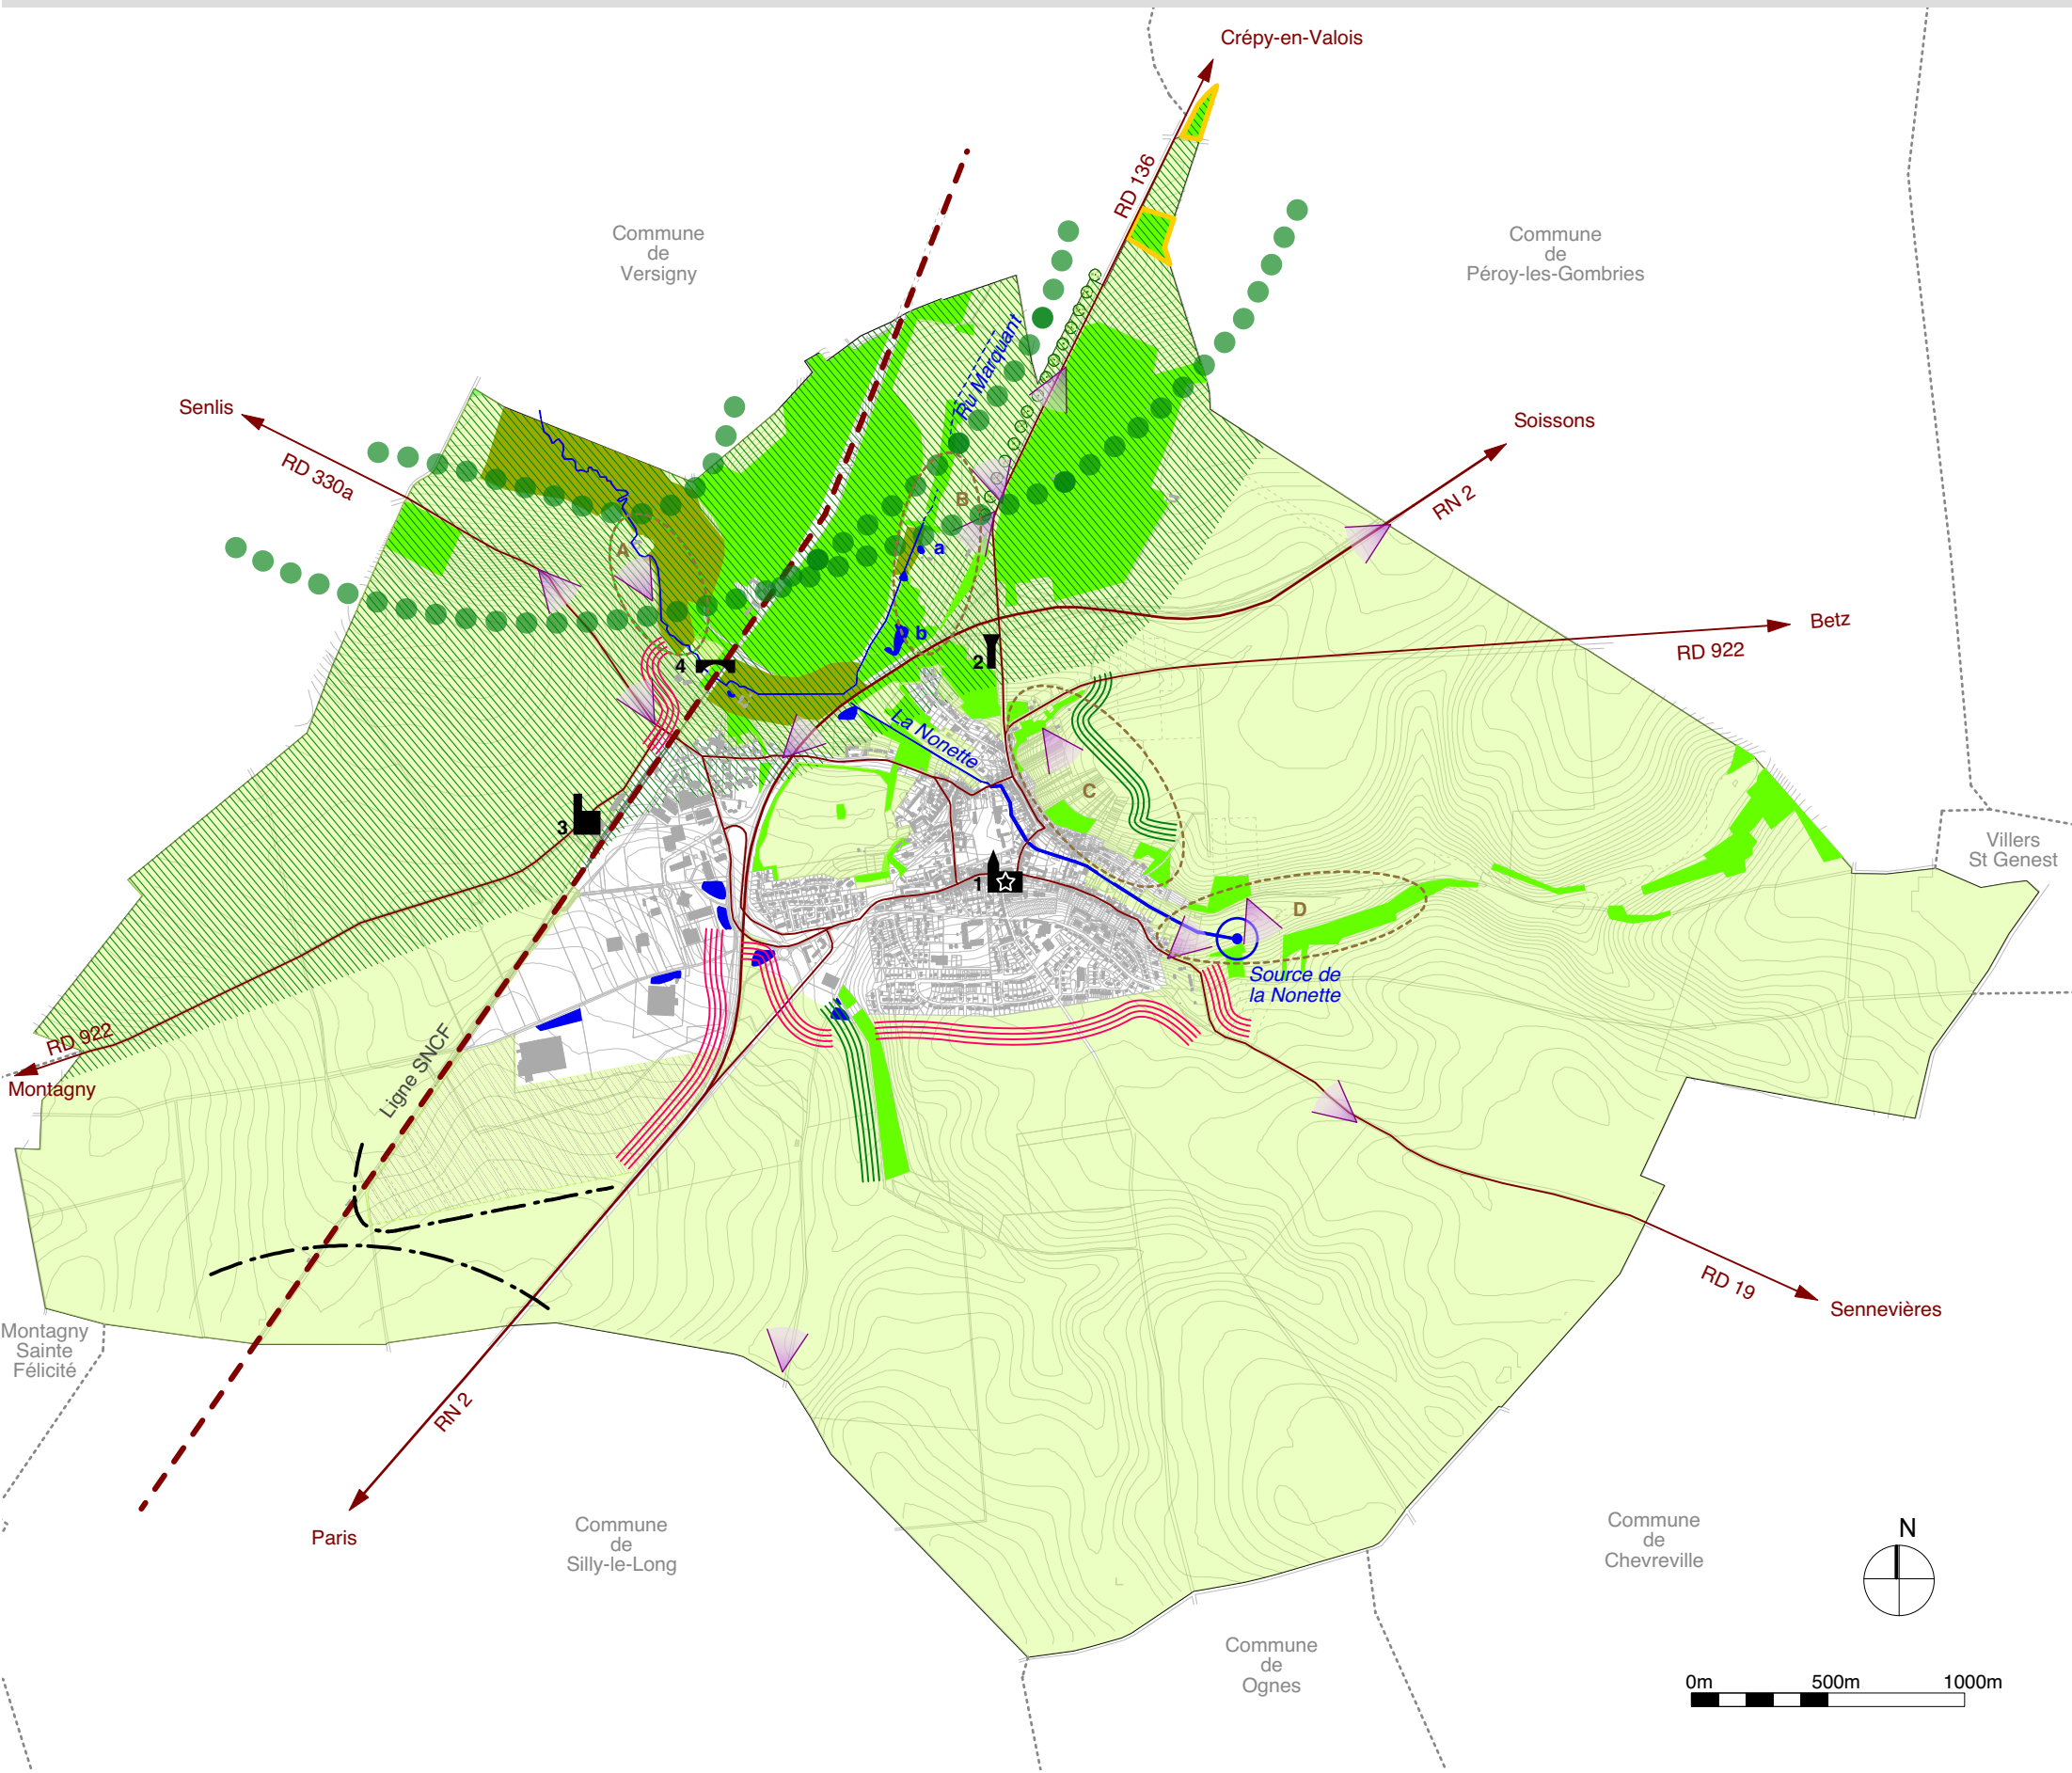 Crépy-en-Valois
RD 136
Commune
de
Versigny
Commune
de
Péroy-les-Gombries
Ru Marquant
Senlis
RD 330a
Soissons
RN 2
B
A
a
b
Betz
RD 922
2
4
La Nonette
C
3
1
D
Villers
St Genest
Source de
la Nonette
RD 922
Montagny
Ligne SNCF
RD 19
Sennevières
Montagny
Sainte
Félicité
RN 2
Paris
Commune
de
Silly-le-Long
Commune
de
Chevreville
N
Commune
de
Ognes
0m 500m 1000m